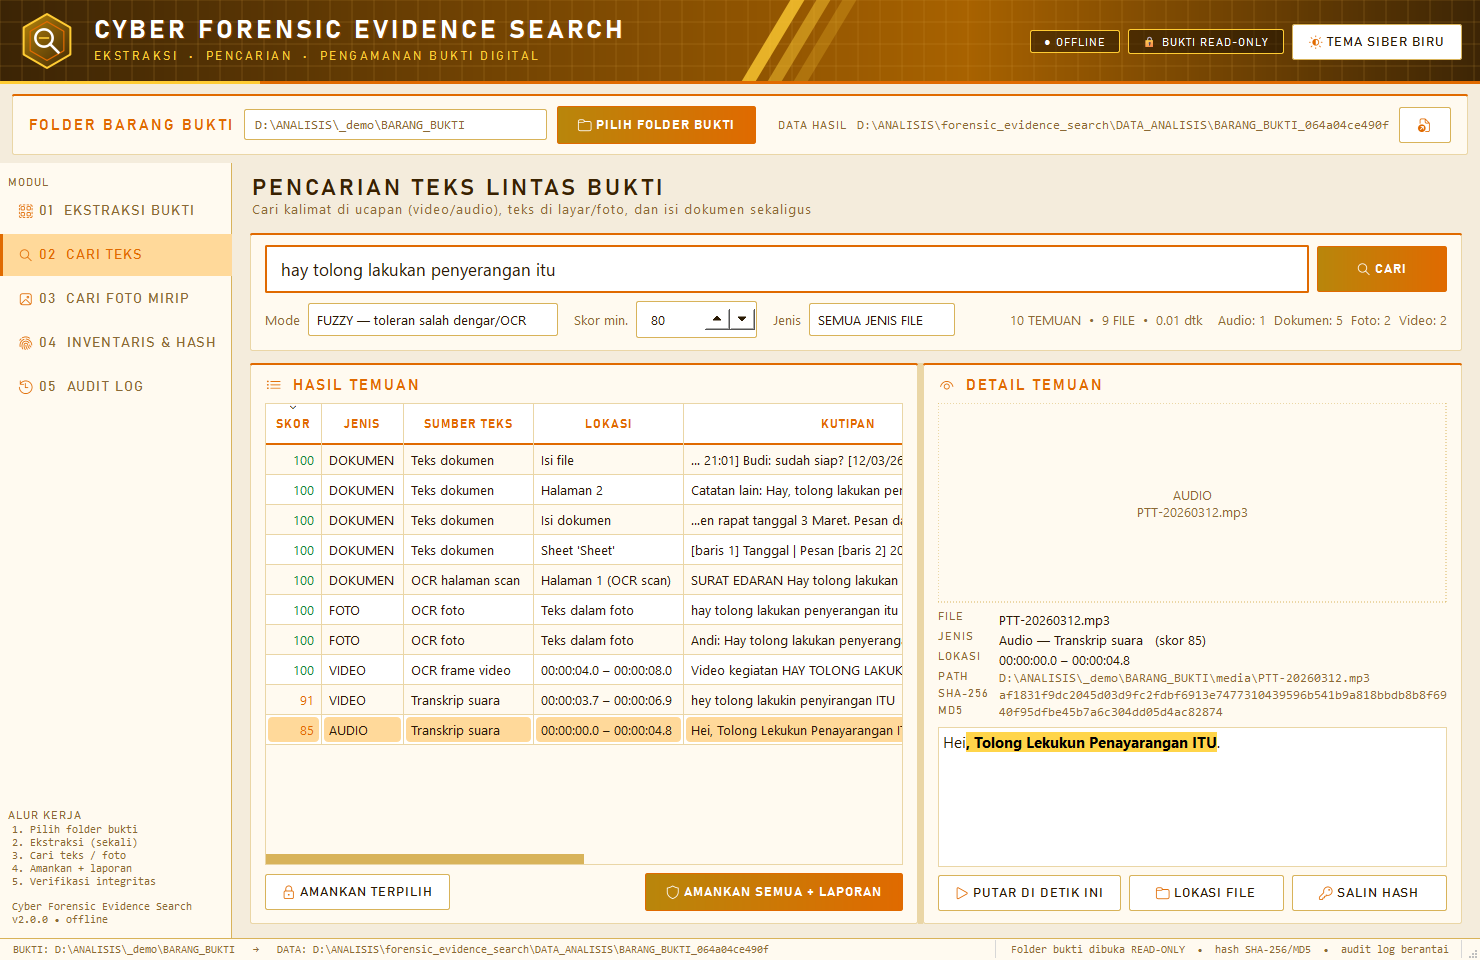 CYBER FORENSIC EVIDENCE SEARCH
EKSTRAKSI • PENCARIAN • PENGAMANAN BUKTI DIGITAL
● OFFLINE
BUKTI READ-ONLY
TEMA SIBER BIRU
FOLDER BARANG BUKTI
D:\ANALISIS\_demo\BARANG_BUKTI
PILIH FOLDER BUKTI
DATA HASIL D:\ANALISIS\forensic_evidence_search\DATA_ANALISIS\BARANG_BUKTI_064a04ce490f
MODUL
01 EKSTRAKSI BUKTI
02 CARI TEKS
03 CARI FOTO MIRIP
04 INVENTARIS & HASH
05 AUDIT LOG
ALUR KERJA
1. Pilih folder bukti
2. Ekstraksi (sekali)
3. Cari teks / foto
4. Amankan + laporan
5. Verifikasi integritas
Cyber Forensic Evidence Search
v2.0.0 • offline
PENCARIAN TEKS LINTAS BUKTI
Cari kalimat di ucapan (video/audio), teks di layar/foto, dan isi dokumen sekaligus
hay tolong lakukan penyerangan itu
CARI
Mode FUZZY — toleran salah dengar/OCR Skor min. 80 Jenis SEMUA JENIS FILE
10 TEMUAN • 9 FILE • 0.01 dtk Audio: 1 Dokumen: 5 Foto: 2 Video: 2
HASIL TEMUAN
SKOR JENIS SUMBER TEKS LOKASI KUTIPAN
100 DOKUMEN Teks dokumen Isi file ... 21:01] Budi: sudah siap? [12/03/26
100 DOKUMEN Teks dokumen Halaman 2 Catatan lain: Hay, tolong lakukan per
100 DOKUMEN Teks dokumen Isi dokumen ...en rapat tanggal 3 Maret. Pesan da
100 DOKUMEN Teks dokumen Sheet 'Sheet' [baris 1] Tanggal | Pesan [baris 2] 20
100 DOKUMEN OCR halaman scan Halaman 1 (OCR scan) SURAT EDARAN Hay tolong lakukan
100 FOTO OCR foto Teks dalam foto hay tolong lakukan penyerangan itu
100 FOTO OCR foto Teks dalam foto Andi: Hay tolong lakukan penyerang
100 VIDEO OCR frame video 00:00:04.0 – 00:00:08.0 Video kegiatan HAY TOLONG LAKUK
91 VIDEO Transkrip suara 00:00:03.7 – 00:00:06.9 hey tolong lakukin penyirangan ITU
85 AUDIO Transkrip suara 00:00:00.0 – 00:00:04.8 Hei, Tolong Lekukun Penayarangan I
AMANKAN TERPILIH
AMANKAN SEMUA + LAPORAN
DETAIL TEMUAN
AUDIO
PTT-20260312.mp3
FILE PTT-20260312.mp3
JENIS Audio — Transkrip suara (skor 85)
LOKASI 00:00:00.0 – 00:00:04.8
PATH D:\ANALISIS\_demo\BARANG_BUKTI\media\PTT-20260312.mp3
SHA-256 af1831f9dc2045d03d9fc2fdbf6913e7477310439596b541b9a818bbdb8b8f69
MD5 40f95dfbe45b7a6c304dd05d4ac82874
Hei, Tolong Lekukun Penayarangan ITU.
PUTAR DI DETIK INI
LOKASI FILE
SALIN HASH
BUKTI: D:\ANALISIS\_demo\BARANG_BUKTI → DATA: D:\ANALISIS\forensic_evidence_search\DATA_ANALISIS\BARANG_BUKTI_064a04ce490f
Folder bukti dibuka READ-ONLY • hash SHA-256/MD5 • audit log berantai